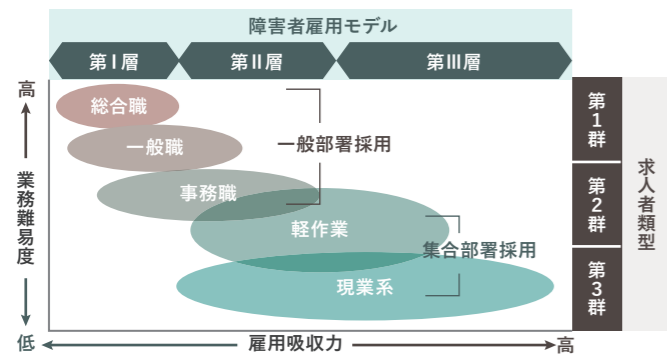 障害者雇用モデル
第Ⅰ層
第Ⅱ層
第Ⅲ層
高
業務難易度
低
総合職
一般職
事務職
軽作業
現業系
一般部署採用
集合部署採用
第1群
第2群
第3群
求人者類型
雇用吸収力
高